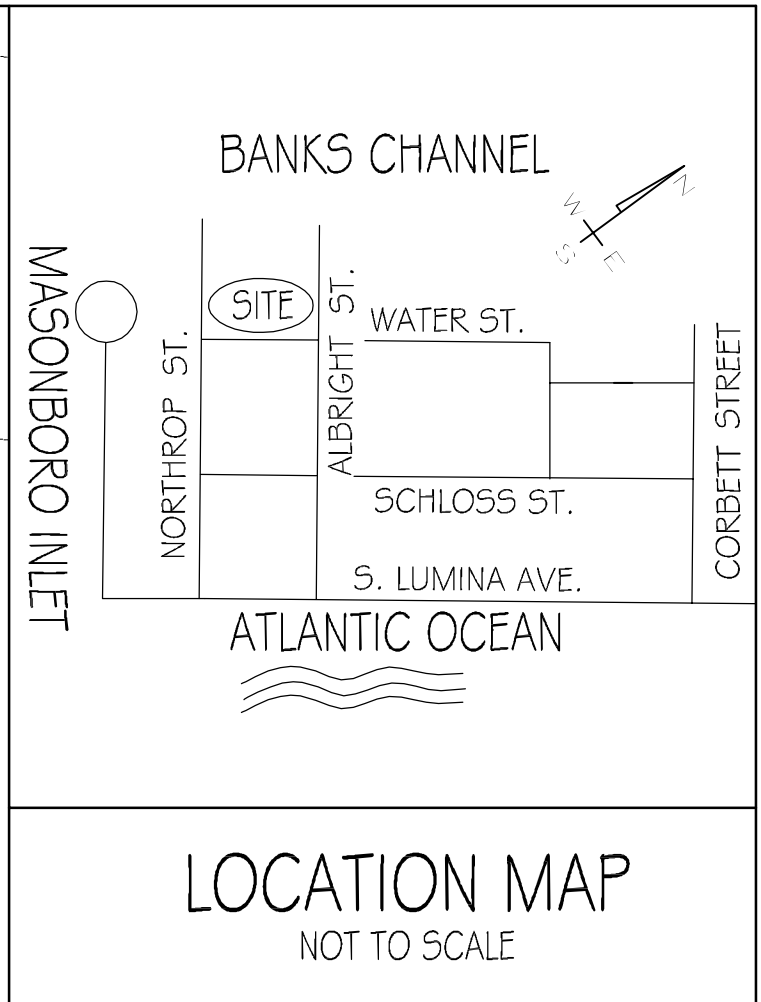 BANKS CHANNEL
N
W
S
E
MASONBORO INLET
SITE
NORTHROP ST.
ALBRIGHT ST.
WATER ST.
CORBETT STREET
SCHLOSS ST.
S. LUMINA AVE.
ATLANTIC OCEAN
LOCATION MAP
NOT TO SCALE